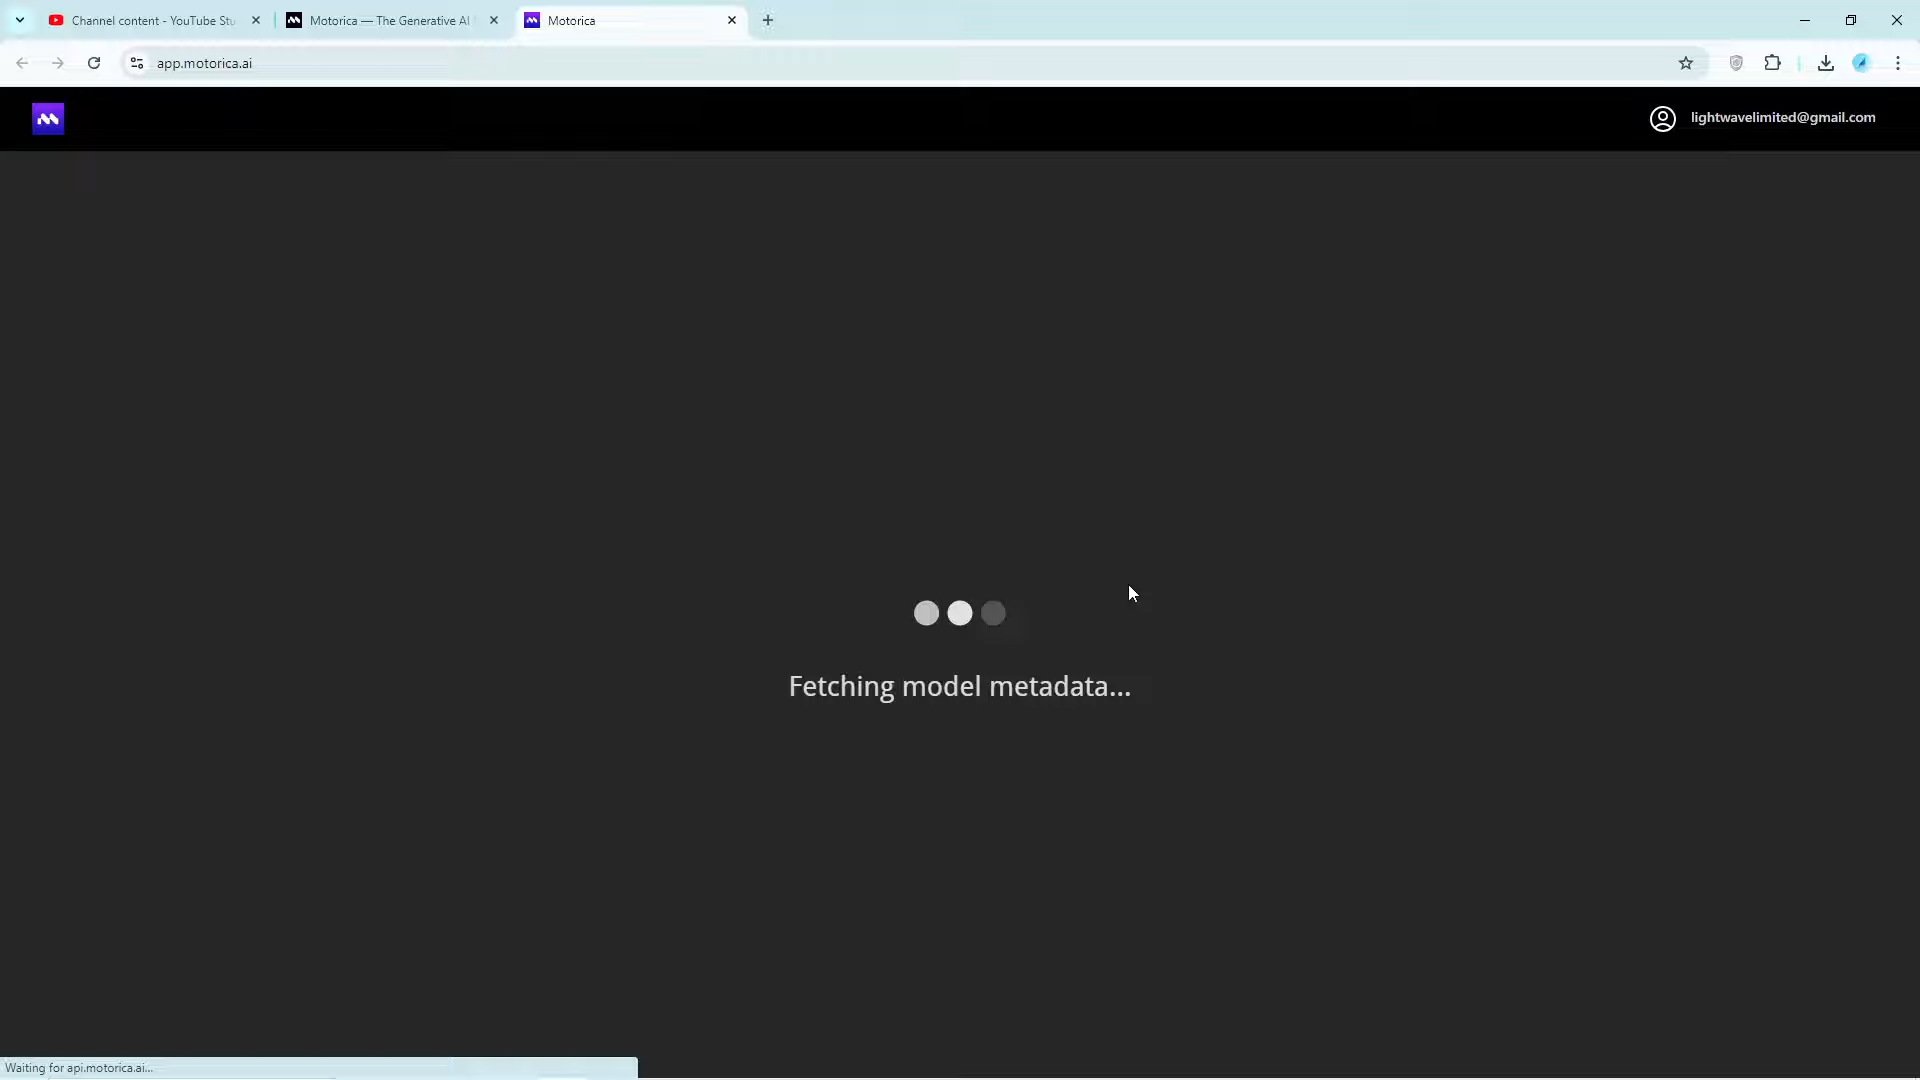 Channel content - YouTube Stu
Motorica — The Generative AI
Motorica
app.motorica.ai
lightwavelimited@gmail.com
Fetching model metadata...
Waiting for api.motorica.ai...